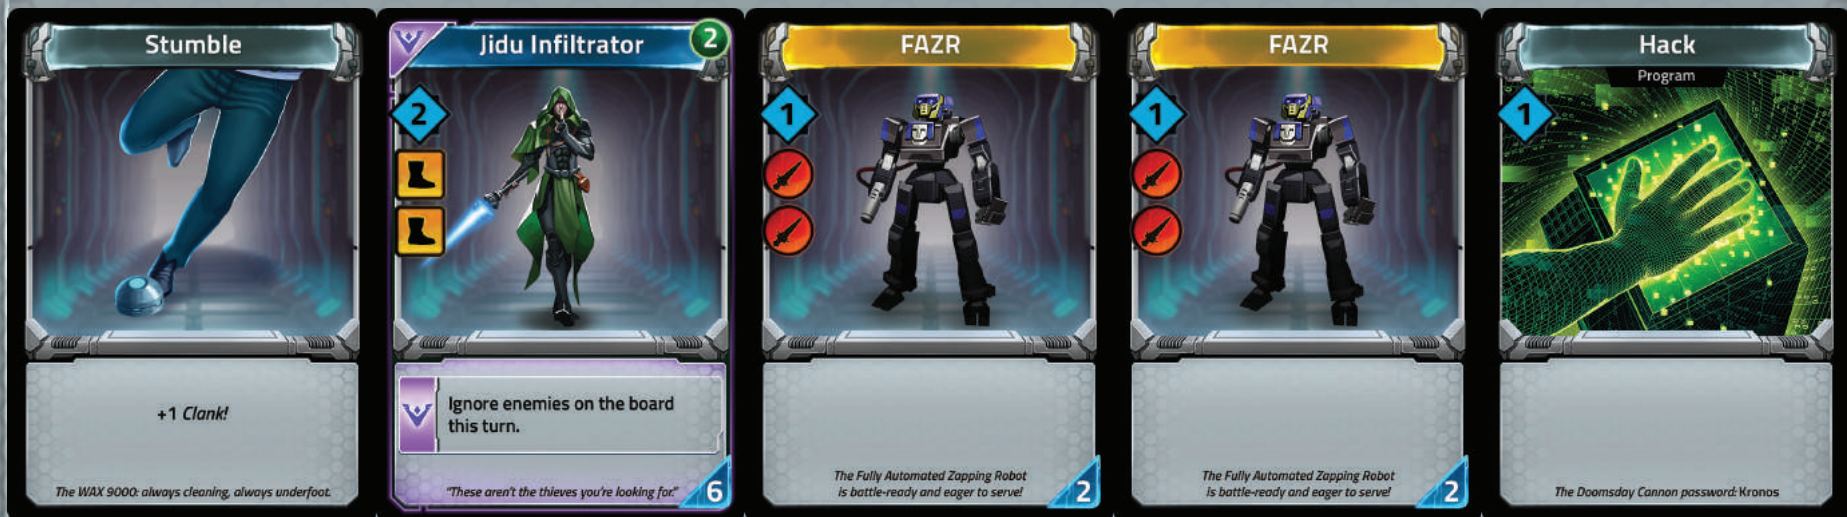 Stumble
+1 Clank!
The WAX 9000: always cleaning, always underfoot.
Jidu Infiltrator
2
2
Ignore enemies on the board
this turn.
"These aren't the thieves you're looking for."
6
FAZR
1
The Fully Automated Zapping Robot
is battle-ready and eager to serve!
2
FAZR
1
The Fully Automated Zapping Robot
is battle-ready and eager to serve!
2
Hack
Program
1
The Doomsday Cannon password: Kronos